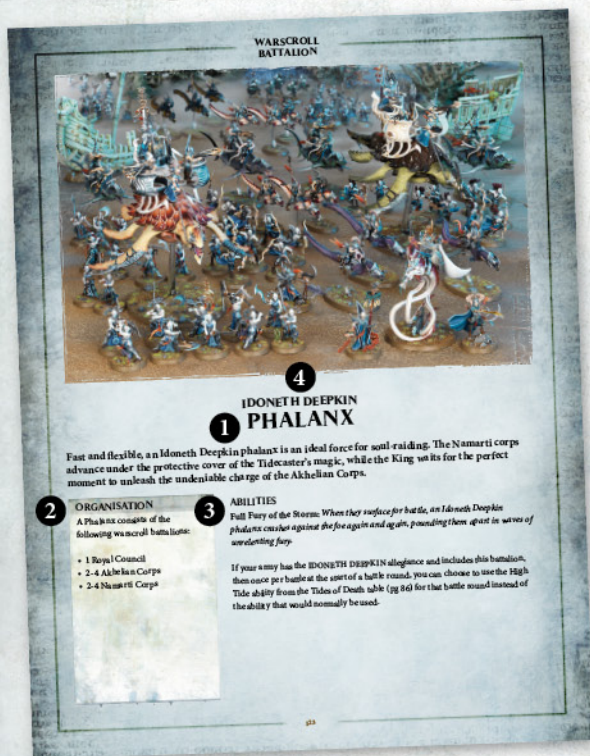 WARSCROLL
BATTALION
4
IDONETH DEEPKIN
1 PHALANX
Fast and flexible, an Idoneth Deepkin phalanx is an ideal force for soul-raiding. The Namarti corps
advance under the protective cover of the Tidecaster's magic, while the King waits for the perfect
moment to unleash the undeniable charge of the Akhelian Corps.
2 ORGANISATION
A Phalanx consists of the
following warscroll battalions:
• 1 Royal Council
• 2-4 Akhelian Corps
• 2-4 Namarti Corps
3 ABILITIES
Full Fury of the Storm: When they surface for battle, an Idoneth Deepkin
phalanx crashes against the foe again and again, pounding them apart in waves of
unrelenting fury.
If your army has the IDONETH DEEPKIN allegiance and includes this battalion,
then once per battle at the start of a battle round, you can choose to use the High
Tide ability from the Tides of Death table (pg 86) for that battle round instead of
the ability that would normally be used.